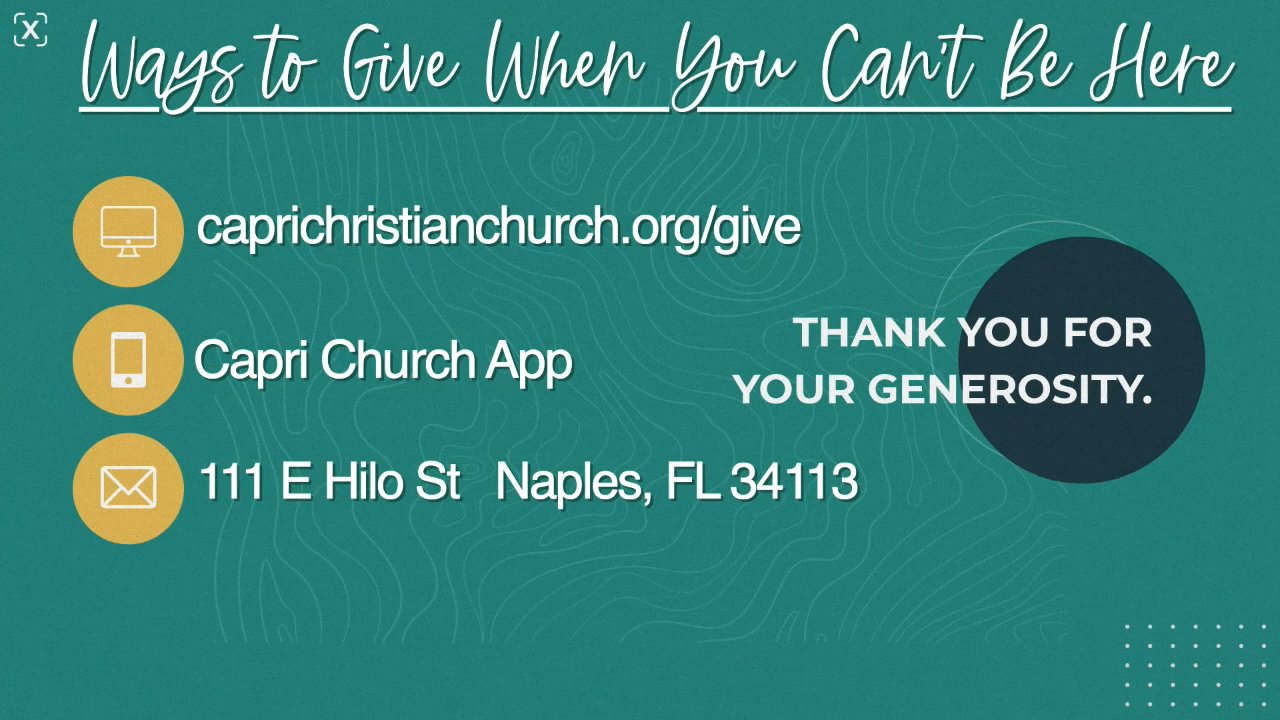 X
Ways to Give When You Can't Be Here
caprichristianchurch.org/give
Capri Church App
THANK YOU FOR
YOUR GENEROSITY.
111 E Hilo St   Naples, FL 34113